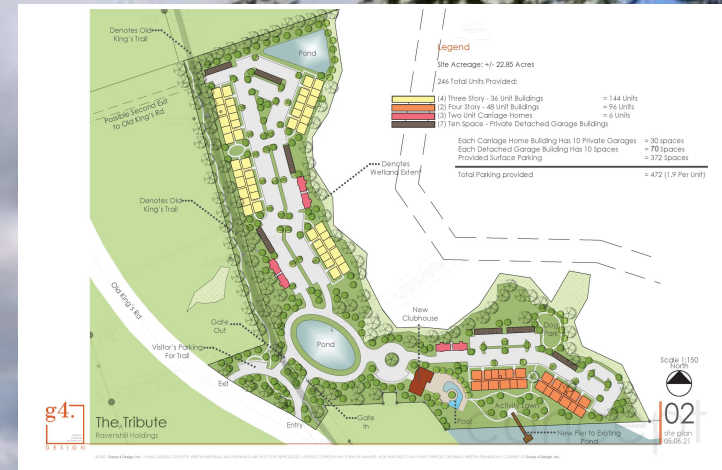 Denotes Old
King's Trail
Pond
Possible Second Exit
to Old King's Rd
Legend
Site Acreage: +/- 22.85 Acres
246 Total Units Provided:
(4) Three Story - 36 Unit Buildings = 144 Units
(2) Four Story - 48 Unit Buildings = 96 Units
(3) Two Unit Carriage Homes = 6 Units
(7) Ten Space - Private Detached Garage Buildings
Each Carriage Home Building Has 10 Private Garages = 30 spaces
Each Detached Garage Building Has 10 Spaces = 70 Spaces
Provided Surface Parking = 372 Spaces
Total Parking provided = 472 (1.9 Per Unit)
Denotes
Wetland Extent
Denotes Old
King's Trail
Old King's Rd
Gate
Out
Visitor's Parking
For Trail
Exit
Entry
Pond
Gate
In
New
Clubhouse
Pool
Dog
Park
Activity Lawn
New Pier to Existing
Pond
Scale 1:150
North
02
site plan
05.06.21
g4.
DESIGN
The Tribute
Ravenshill Holdings